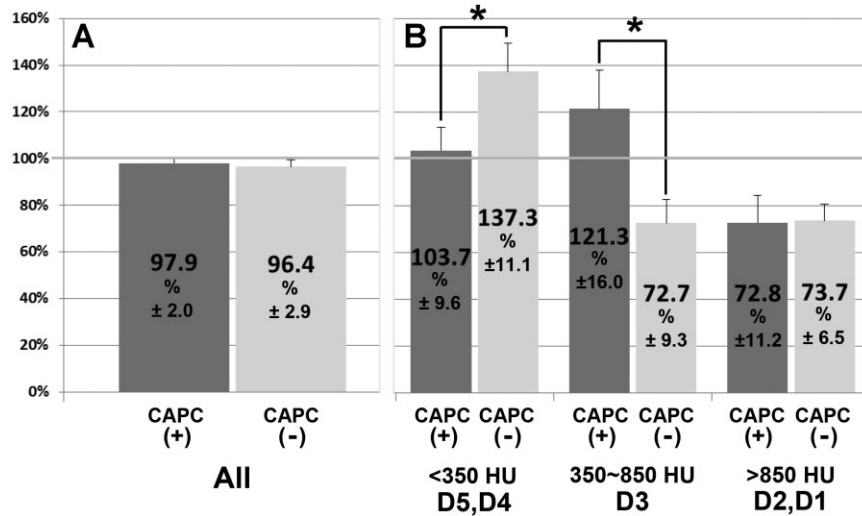 160%
140%
120%
100%
80%
60%
40%
20%
0%
A
97.9
%
± 2.0
96.4
%
± 2.9
CAPC
(+)
CAPC
(-)
All
B
*
*
103.7
%
± 9.6
137.3
%
±11.1
121.3
%
±16.0
72.7
%
± 9.3
72.8
%
±11.2
73.7
%
± 6.5
CAPC
(+)
CAPC
(-)
CAPC
(+)
CAPC
(-)
CAPC
(+)
CAPC
(-)
<350 HU
D5,D4
350~850 HU
D3
>850 HU
D2,D1